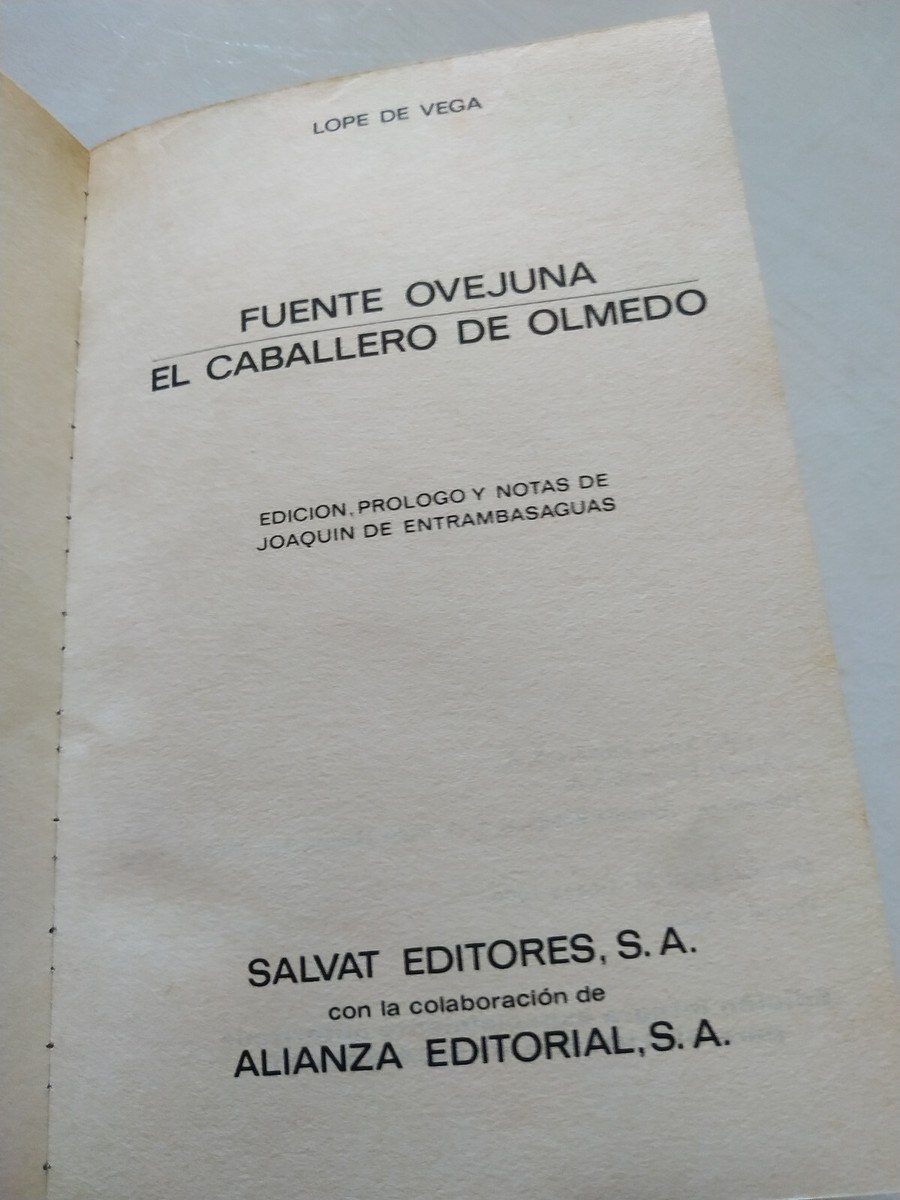 LOPE DE VEGA
FUENTE OVEJUNA
EL CABALLERO DE OLMEDO
EDICION, PROLOGO Y NOTAS DE
JOAQUIN DE ENTRAMBASAGUAS
SALVAT EDITORES, S. A.
con la colaboración de
ALIANZA EDITORIAL, S. A.